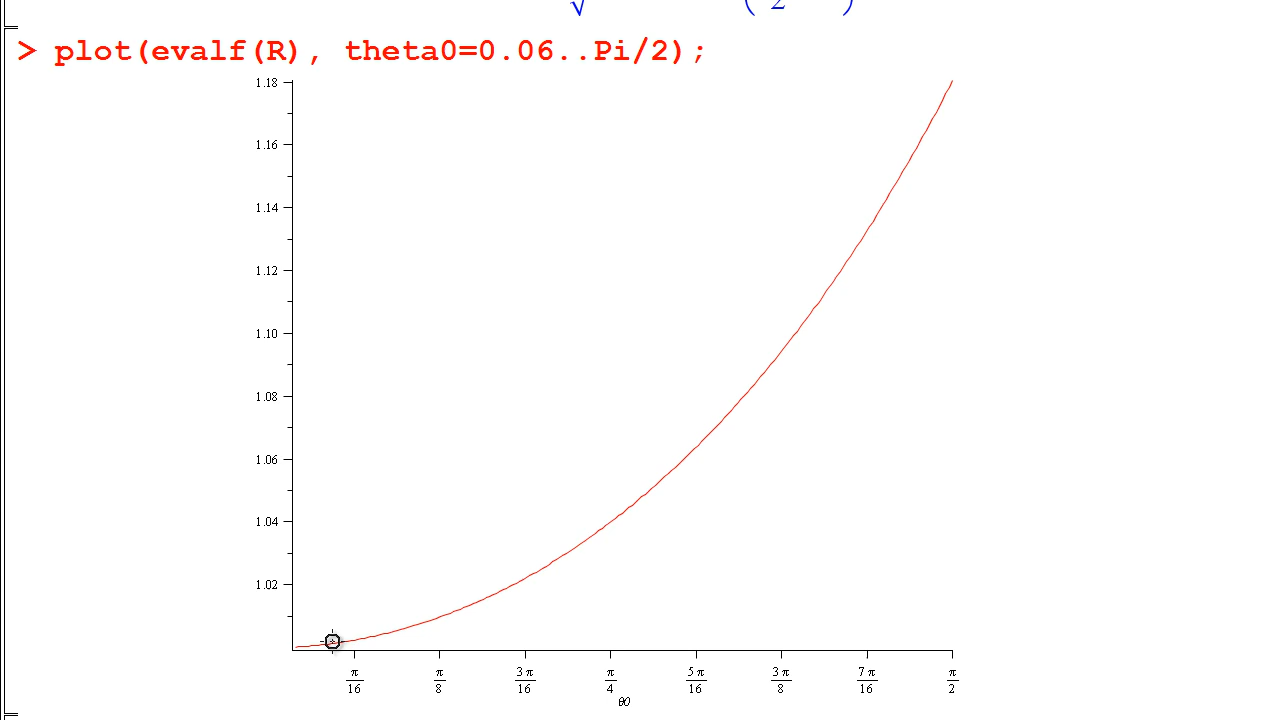 √ ( 2 )
> plot(evalf(R), theta0=0.06..Pi/2);
1.18
1.16
1.14
1.12
1.10
1.08
1.06
1.04
1.02
π/16 π/8 3π/16 π/4 5π/16 3π/8 7π/16 π/2
θ0